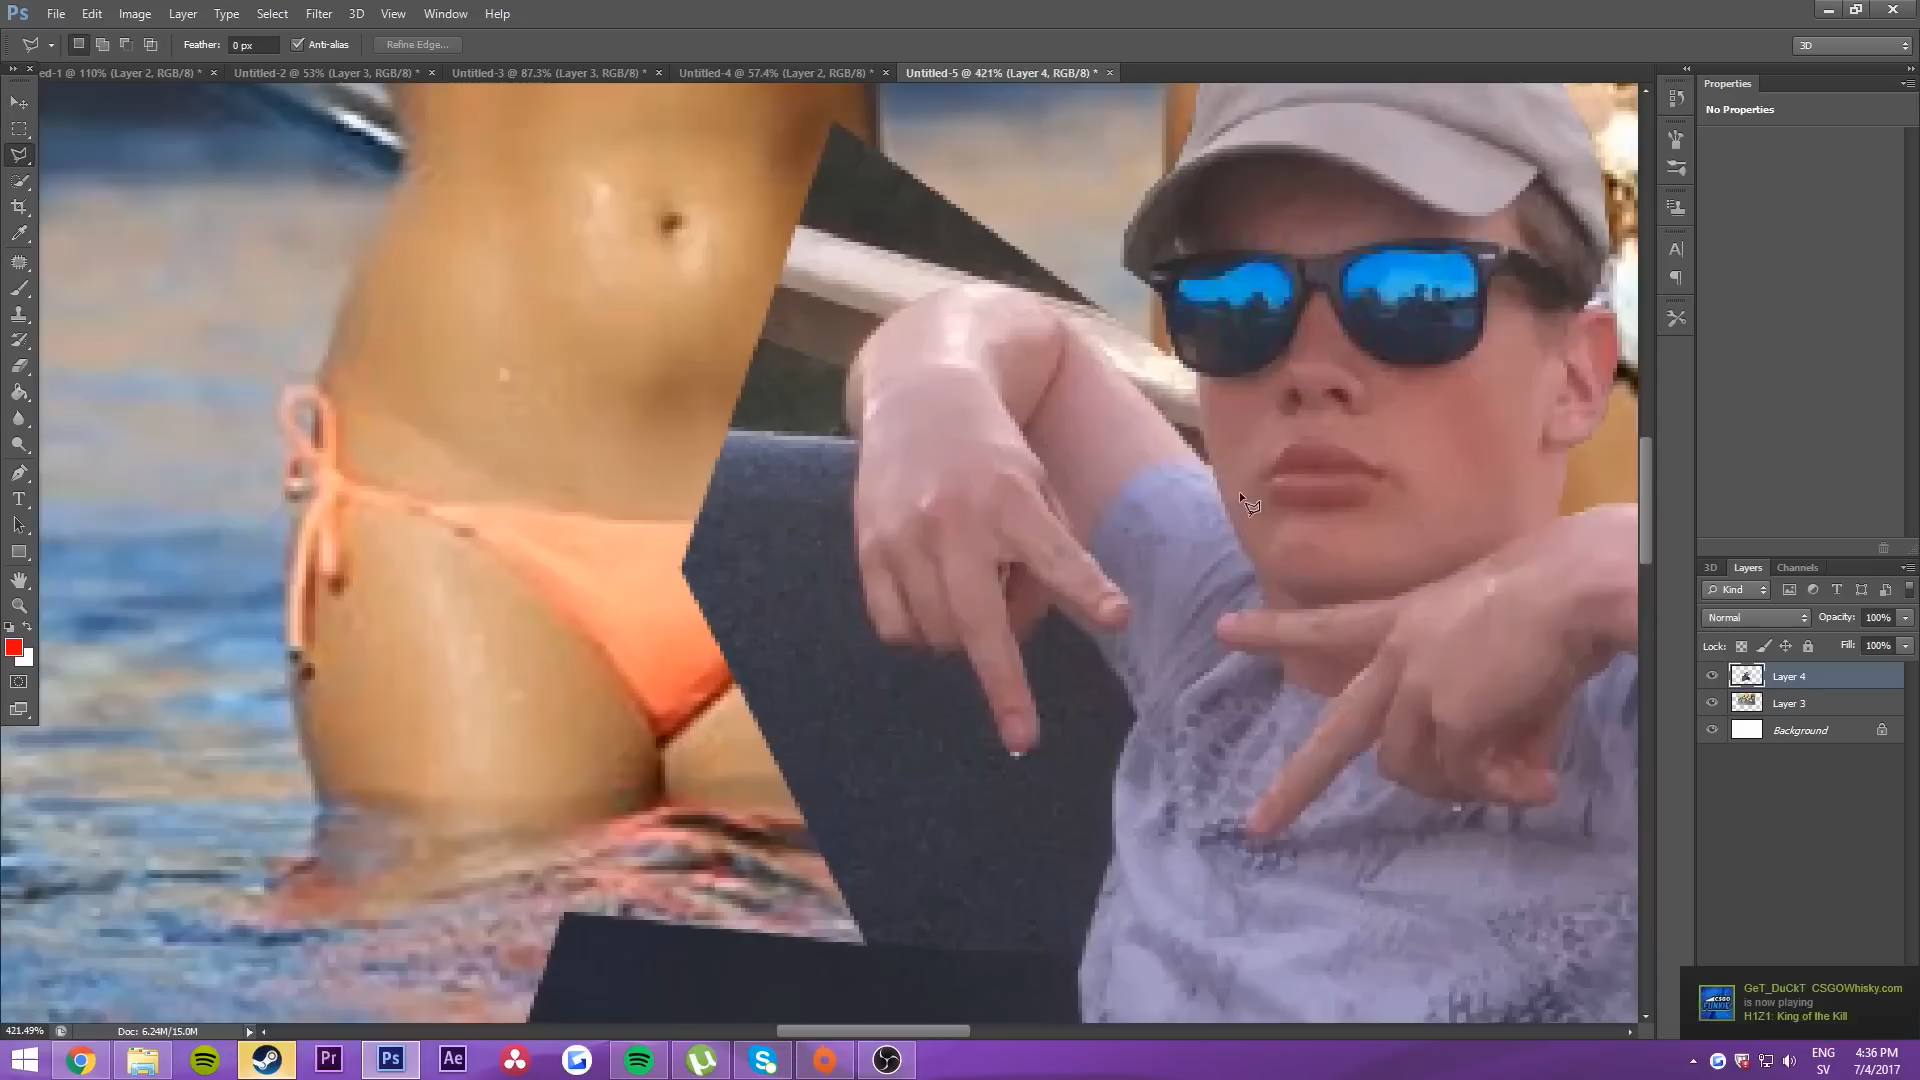 Ps File Edit Image Layer Type Select Filter 3D View Window Help
Feather: 0 px Anti-alias Refine Edge... 3D
ed-1 @ 110% (Layer 2, RGB/8) * × Untitled-2 @ 53% (Layer 3, RGB/8) * × Untitled-3 @ 87.3% (Layer 3, RGB/8) * × Untitled-4 @ 57.4% (Layer 2, RGB/8) * × Untitled-5 @ 421% (Layer 4, RGB/8) * ×
Properties
No Properties
3D Layers Channels
Kind
Normal Opacity: 100%
Lock: Fill: 100%
Layer 4
Layer 3
Background
GeT_DuCkT CSGOWhisky.com
is now playing
H1Z1: King of the Kill
421.49% Doc: 6.24M/15.0M
Pr Ps Ae
ENG 4:36 PM
SV 7/4/2017